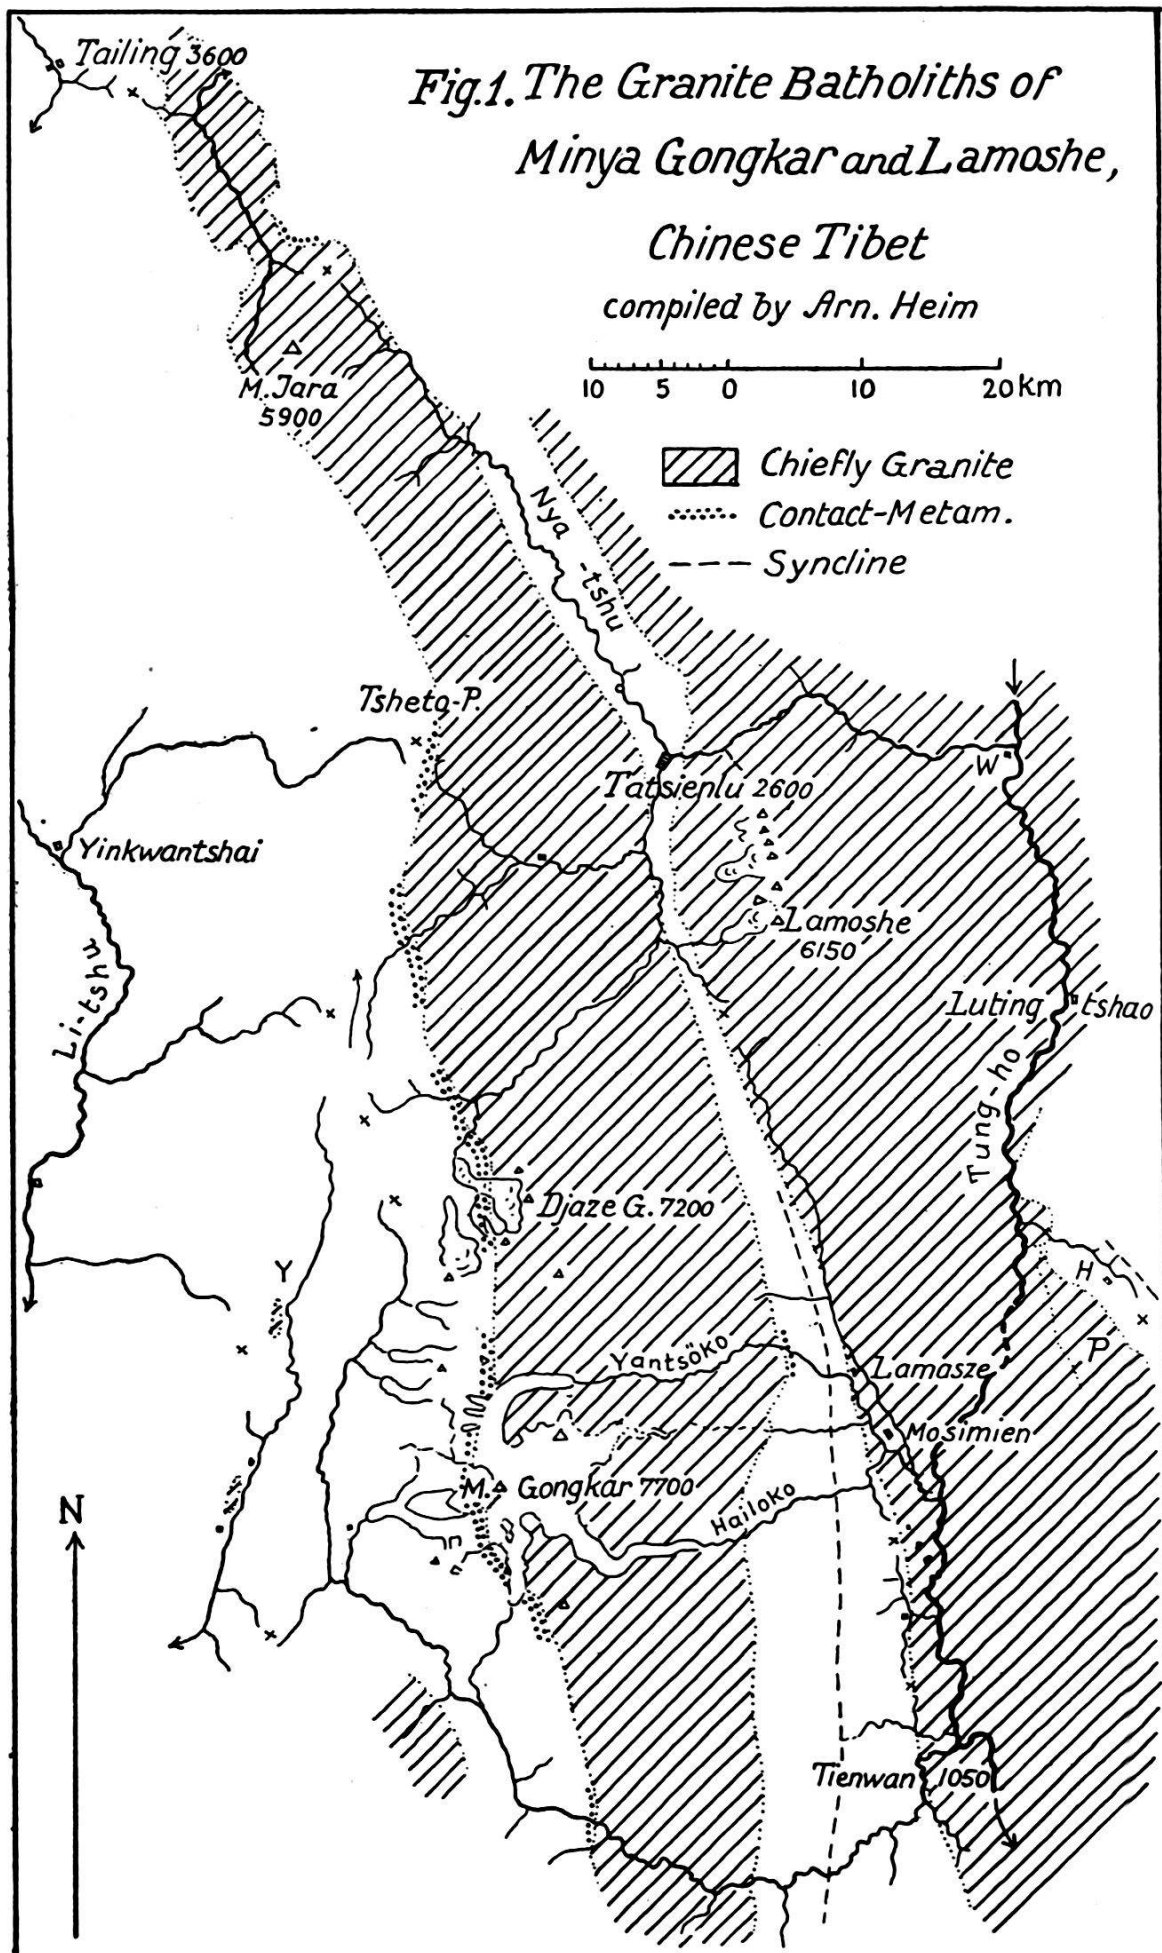 Tailing 3600
Fig.1. The Granite Batholiths of
Minya Gongkar and Lamoshe,
Chinese Tibet
compiled by Arn. Heim
10 5 0 10 20 km
M. Jara
5900
Chiefly Granite
Contact-Metam.
Syncline
Nya
-tshu
Tsheto-P.
W
Tatsienlu 2600
Yinkwantshai
Lamoshe
6150
Li-tshu
Luting tshao
Tung-ho
Djaze G. 7200
Y
H
P
Yantsöko
Lamasze
Mosimien
M. Gongkar 7700
Hailoko
N
Tienwan 1050